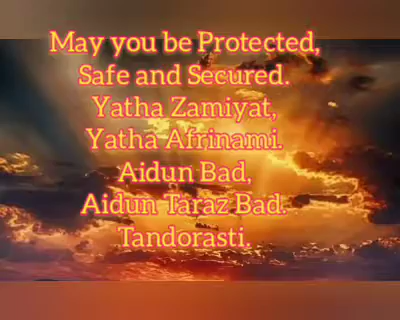 May you be Protected,
Safe and Secured.
Yatha Zamiyat,
Yatha Afrinami.
Aidun Bad,
Aidun Taraz Bad.
Tandorasti.